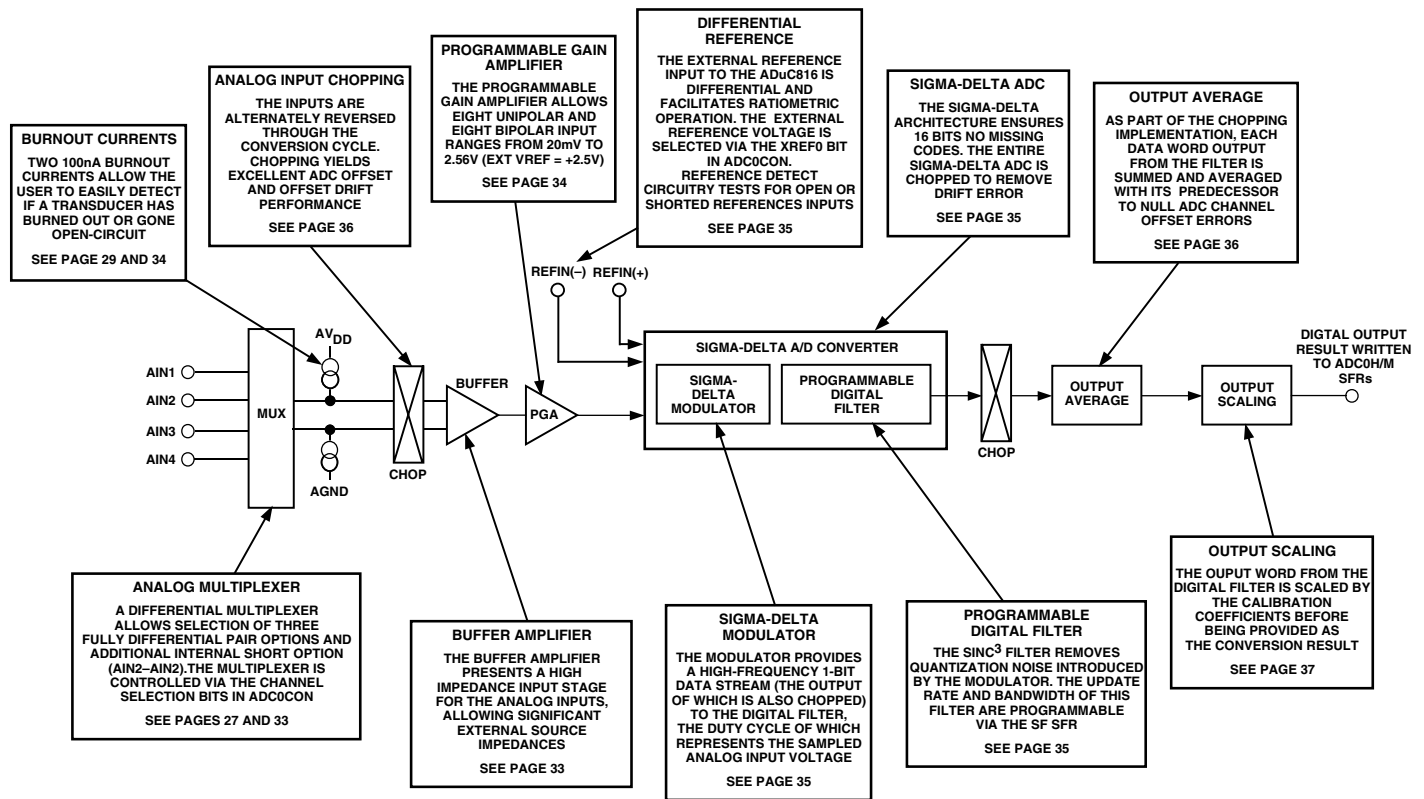 BURNOUT CURRENTS
TWO 100nA BURNOUT
CURRENTS ALLOW THE
USER TO EASILY DETECT
IF A TRANSDUCER HAS
BURNED OUT OR GONE
OPEN-CIRCUIT
SEE PAGE 29 AND 34
ANALOG INPUT CHOPPING
THE INPUTS ARE
ALTERNATELY REVERSED
THROUGH THE
CONVERSION CYCLE.
CHOPPING YIELDS
EXCELLENT ADC OFFSET
AND OFFSET DRIFT
PERFORMANCE
SEE PAGE 36
PROGRAMMABLE GAIN
AMPLIFIER
THE PROGRAMMABLE
GAIN AMPLIFIER ALLOWS
EIGHT UNIPOLAR AND
EIGHT BIPOLAR INPUT
RANGES FROM 20mV TO
2.56V (EXT VREF = +2.5V)
SEE PAGE 34
DIFFERENTIAL
REFERENCE
THE EXTERNAL REFERENCE
INPUT TO THE ADuC816 IS
DIFFERENTIAL AND
FACILITATES RATIOMETRIC
OPERATION. THE EXTERNAL
REFERENCE VOLTAGE IS
SELECTED VIA THE XREF0 BIT
IN ADC0CON.
REFERENCE DETECT
CIRCUITRY TESTS FOR OPEN OR
SHORTED REFERENCES INPUTS
SEE PAGE 35
SIGMA-DELTA ADC
THE SIGMA-DELTA
ARCHITECTURE ENSURES
16 BITS NO MISSING
CODES. THE ENTIRE
SIGMA-DELTA ADC IS
CHOPPED TO REMOVE
DRIFT ERROR
SEE PAGE 35
OUTPUT AVERAGE
AS PART OF THE CHOPPING
IMPLEMENTATION, EACH
DATA WORD OUTPUT
FROM THE FILTER IS
SUMMED AND AVERAGED
WITH ITS PREDECESSOR
TO NULL ADC CHANNEL
OFFSET ERRORS
SEE PAGE 36
REFIN(–) REFIN(+)
AIN1
AIN2
AIN3
AIN4
MUX
AVDD
AGND
CHOP
BUFFER
PGA
SIGMA-DELTA A/D CONVERTER
SIGMA-
DELTA
MODULATOR
PROGRAMMABLE
DIGITAL
FILTER
CHOP
OUTPUT
AVERAGE
OUTPUT
SCALING
DIGTAL OUTPUT
RESULT WRITTEN
TO ADC0H/M
SFRs
ANALOG MULTIPLEXER
A DIFFERENTIAL MULTIPLEXER
ALLOWS SELECTION OF THREE
FULLY DIFFERENTIAL PAIR OPTIONS AND
ADDITIONAL INTERNAL SHORT OPTION
(AIN2–AIN2).THE MULTIPLEXER IS
CONTROLLED VIA THE CHANNEL
SELECTION BITS IN ADC0CON
SEE PAGES 27 AND 33
BUFFER AMPLIFIER
THE BUFFER AMPLIFIER
PRESENTS A HIGH
IMPEDANCE INPUT STAGE
FOR THE ANALOG INPUTS,
ALLOWING SIGNIFICANT
EXTERNAL SOURCE
IMPEDANCES
SEE PAGE 33
SIGMA-DELTA
MODULATOR
THE MODULATOR PROVIDES
A HIGH-FREQUENCY 1-BIT
DATA STREAM (THE OUTPUT
OF WHICH IS ALSO CHOPPED)
TO THE DIGITAL FILTER,
THE DUTY CYCLE OF WHICH
REPRESENTS THE SAMPLED
ANALOG INPUT VOLTAGE
SEE PAGE 35
PROGRAMMABLE
DIGITAL FILTER
THE SINC³ FILTER REMOVES
QUANTIZATION NOISE INTRODUCED
BY THE MODULATOR. THE UPDATE
RATE AND BANDWIDTH OF THIS
FILTER ARE PROGRAMMABLE
VIA THE SF SFR
SEE PAGE 35
OUTPUT SCALING
THE OUPUT WORD FROM THE
DIGITAL FILTER IS SCALED BY
THE CALIBRATION
COEFFICIENTS BEFORE
BEING PROVIDED AS
THE CONVERSION RESULT
SEE PAGE 37